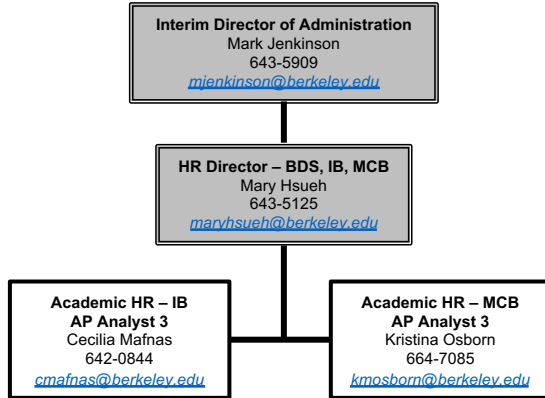 Interim Director of Administration
Mark Jenkinson
643-5909
mjenkinson@berkeley.edu
HR Director – BDS, IB, MCB
Mary Hsueh
643-5125
maryhsueh@berkeley.edu
Academic HR – IB
AP Analyst 3
Cecilia Mafnas
642-0844
cmafnas@berkeley.edu
Academic HR – MCB
AP Analyst 3
Kristina Osborn
664-7085
kmosborn@berkeley.edu